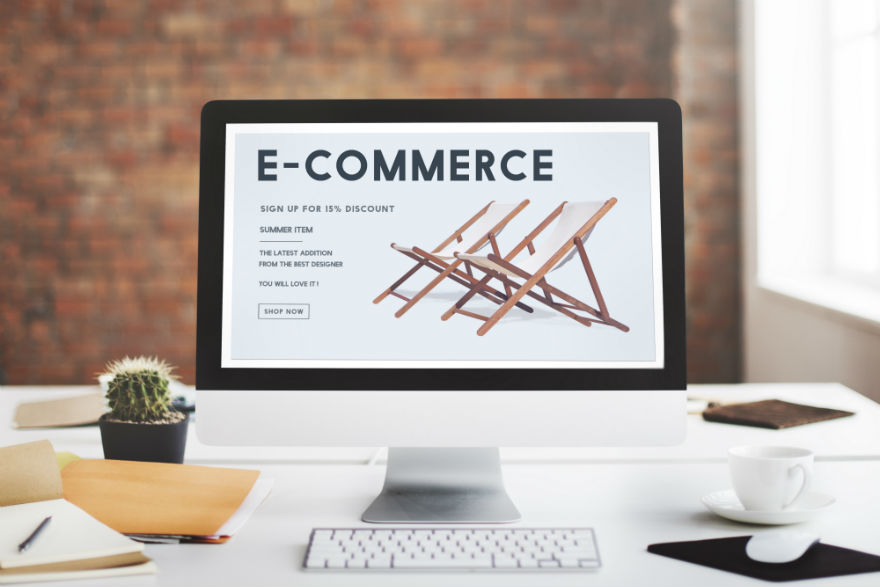 E-COMMERCE
SIGN UP FOR 15% DISCOUNT
SUMMER ITEM
THE LATEST ADDITION
FROM THE BEST DESIGNER
YOU WILL LOVE IT !
SHOP NOW